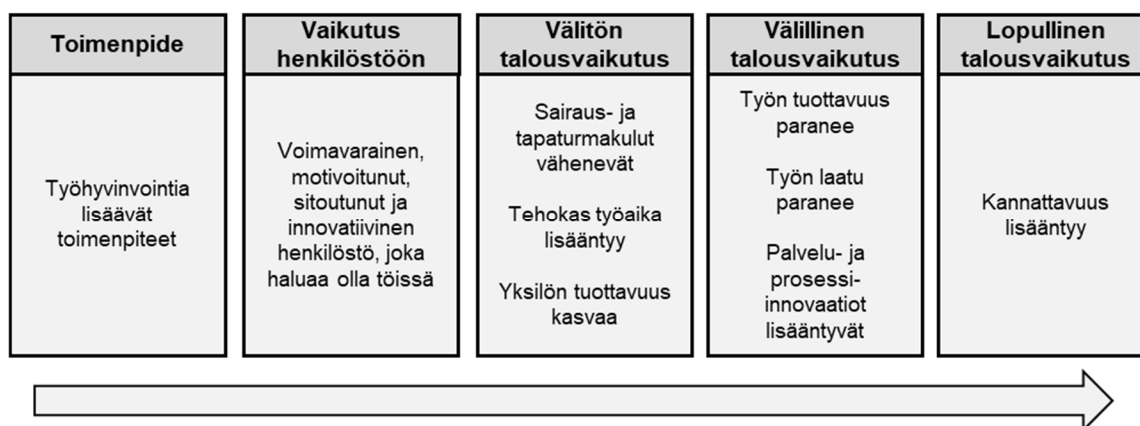 Toimenpide
Työhyvinvointia
lisäävät
toimenpiteet
Vaikutus
henkilöstöön
Voimavarainen,
motivoitunut,
sitoutunut ja
innovatiivinen
henkilöstö, joka
haluaa olla töissä
Välitön
talousvaikutus
Sairaus- ja
tapaturmakulut
vähenevät
Tehokas työaika
lisääntyy
Yksilön tuottavuus
kasvaa
Välillinen
talousvaikutus
Työn tuottavuus
paranee
Työn laatu
paranee
Palvelu- ja
prosessi-
innovaatiot
lisääntyvät
Lopullinen
talousvaikutus
Kannattavuus
lisääntyy